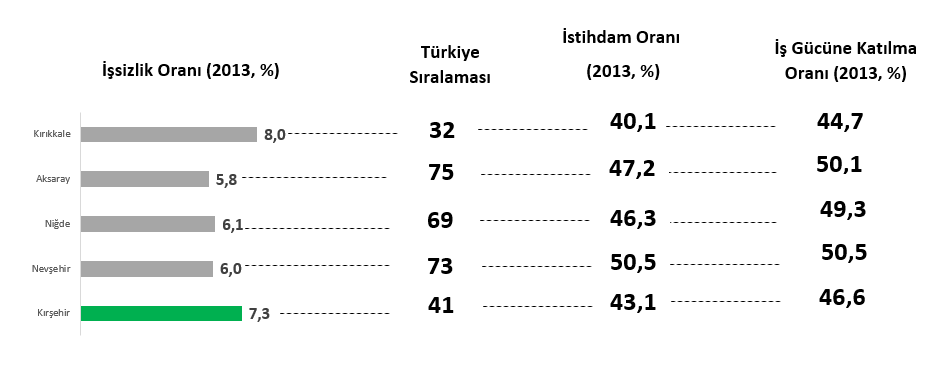 İşsizlik Oranı (2013, %)
Türkiye
Sıralaması
İstihdam Oranı
(2013, %)
İş Gücüne Katılma
Oranı (2013, %)
Kırıkkale 8,0 32 40,1 44,7
Aksaray 5,8 75 47,2 50,1
Niğde 6,1 69 46,3 49,3
Nevşehir 6,0 73 50,5 50,5
Kırşehir 7,3 41 43,1 46,6